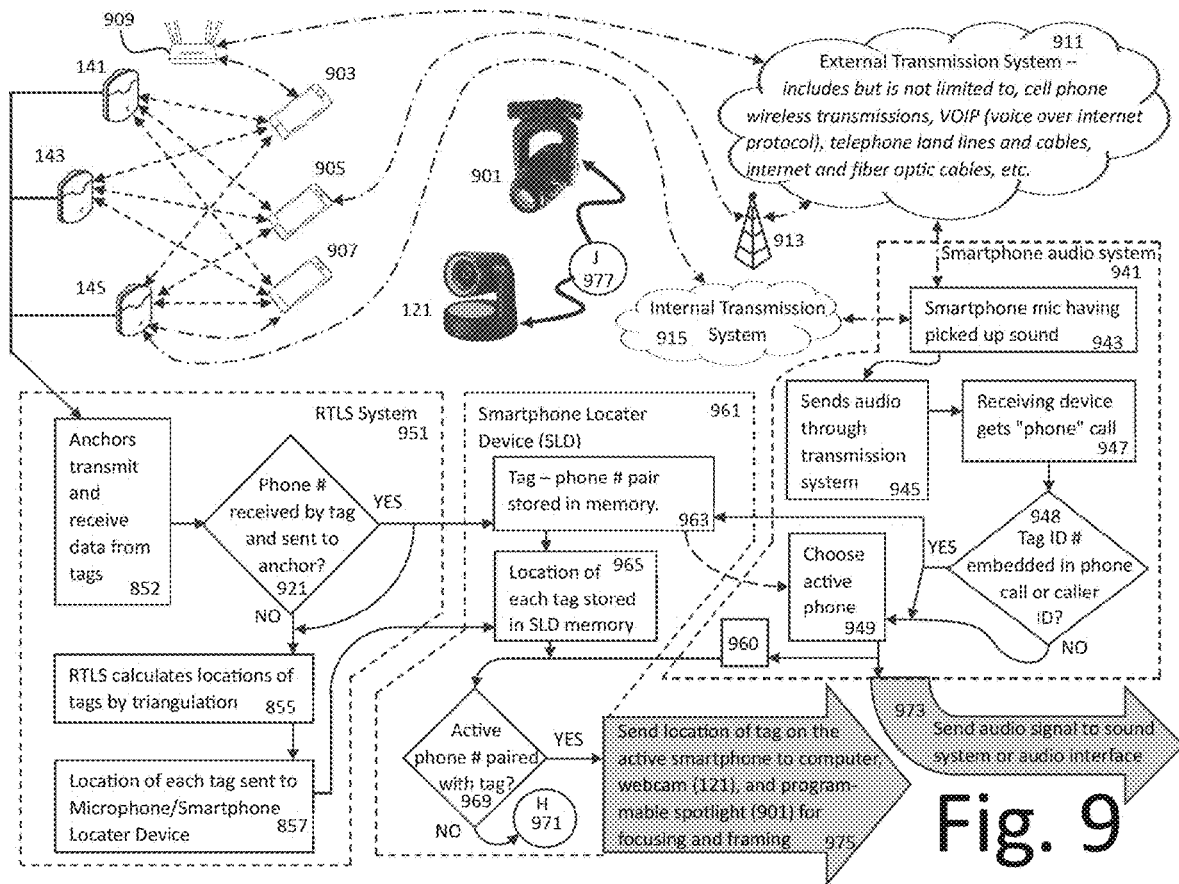 909
141
903
143
905
907
145
901
121
J
977
911
External Transmission System --
includes but is not limited to, cell phone
wireless transmissions, VOIP (voice over internet
protocol), telephone land lines and cables,
internet and fiber optic cables, etc.
913
Internal Transmission
915
System
Smartphone audio system
941
Smartphone mic having
picked up sound
943
Sends audio
through
transmission
system
945
Receiving device
gets "phone" call
947
948
Tag ID #
embedded in phone
call or caller
ID?
YES
NO
Choose
active
phone
949
960
RTLS System
951
Anchors
transmit
and
receive
data from
tags
852
Phone #
received by tag
and sent to
anchor?
921
YES
NO
RTLS calculates locations of
tags by triangulation
855
Location of each tag sent to
Microphone/Smartphone
Locater Device
857
Smartphone Locater
Device (SLD)
961
Tag – phone # pair
stored in memory.
963
965
Location of
each tag stored
in SLD memory
Active
phone # paired
with tag?
969
YES
NO
H
971
Send location of tag on the
active smartphone to computer,
webcam (121), and program-
mable spotlight (901) for
focusing and framing
975
973
Send audio signal to sound
system or audio interface
Fig. 9